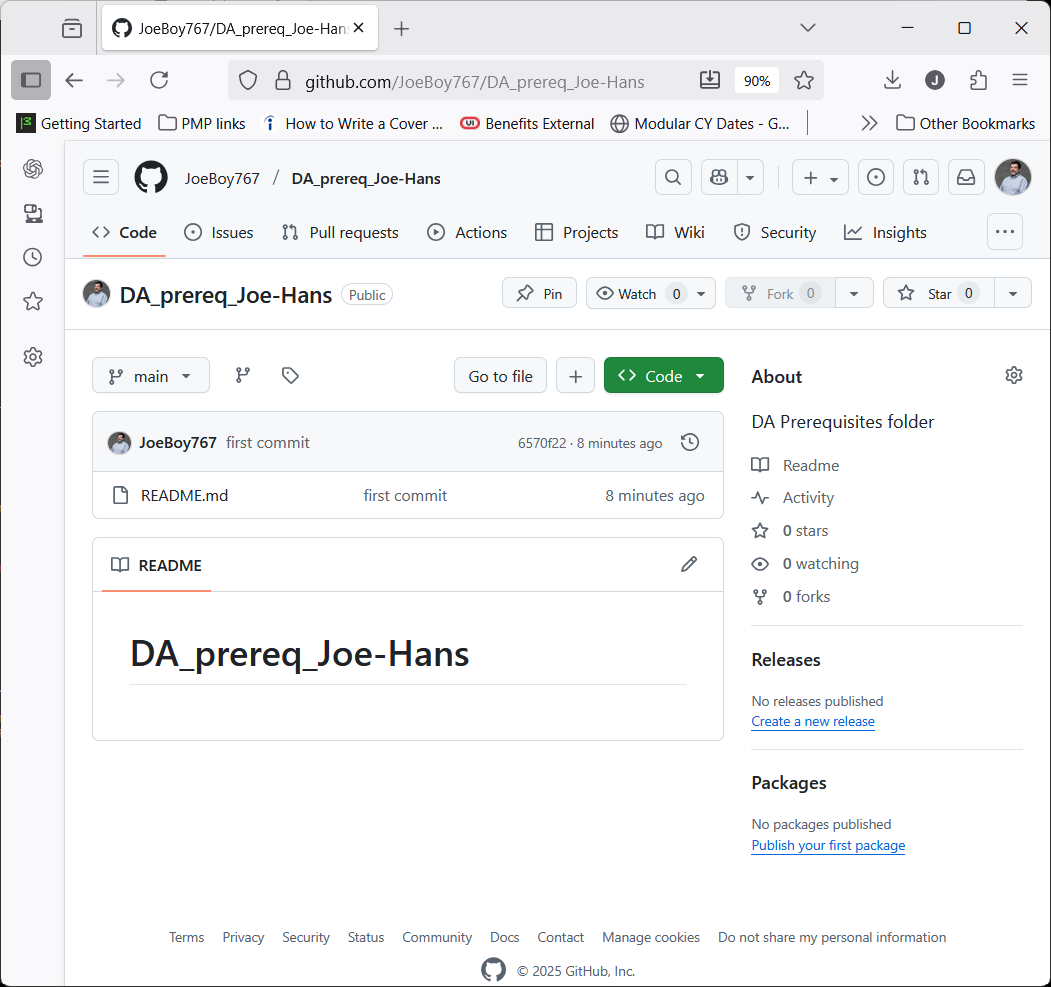 JoeBoy767/DA_prereq_Joe-Han
github.com/JoeBoy767/DA_prereq_Joe-Hans 90% J
Getting Started PMP links How to Write a Cover ... UI Benefits External Modular CY Dates - G... Other Bookmarks
JoeBoy767 / DA_prereq_Joe-Hans
Code Issues Pull requests Actions Projects Wiki Security Insights
DA_prereq_Joe-Hans Public Pin Watch 0 Fork 0 Star 0
main Go to file Code
JoeBoy767 first commit 6570f22 · 8 minutes ago
README.md first commit 8 minutes ago
README
DA_prereq_Joe-Hans
About
DA Prerequisites folder
Readme
Activity
0 stars
0 watching
0 forks
Releases
No releases published
Create a new release
Packages
No packages published
Publish your first package
Terms Privacy Security Status Community Docs Contact Manage cookies Do not share my personal information
© 2025 GitHub, Inc.